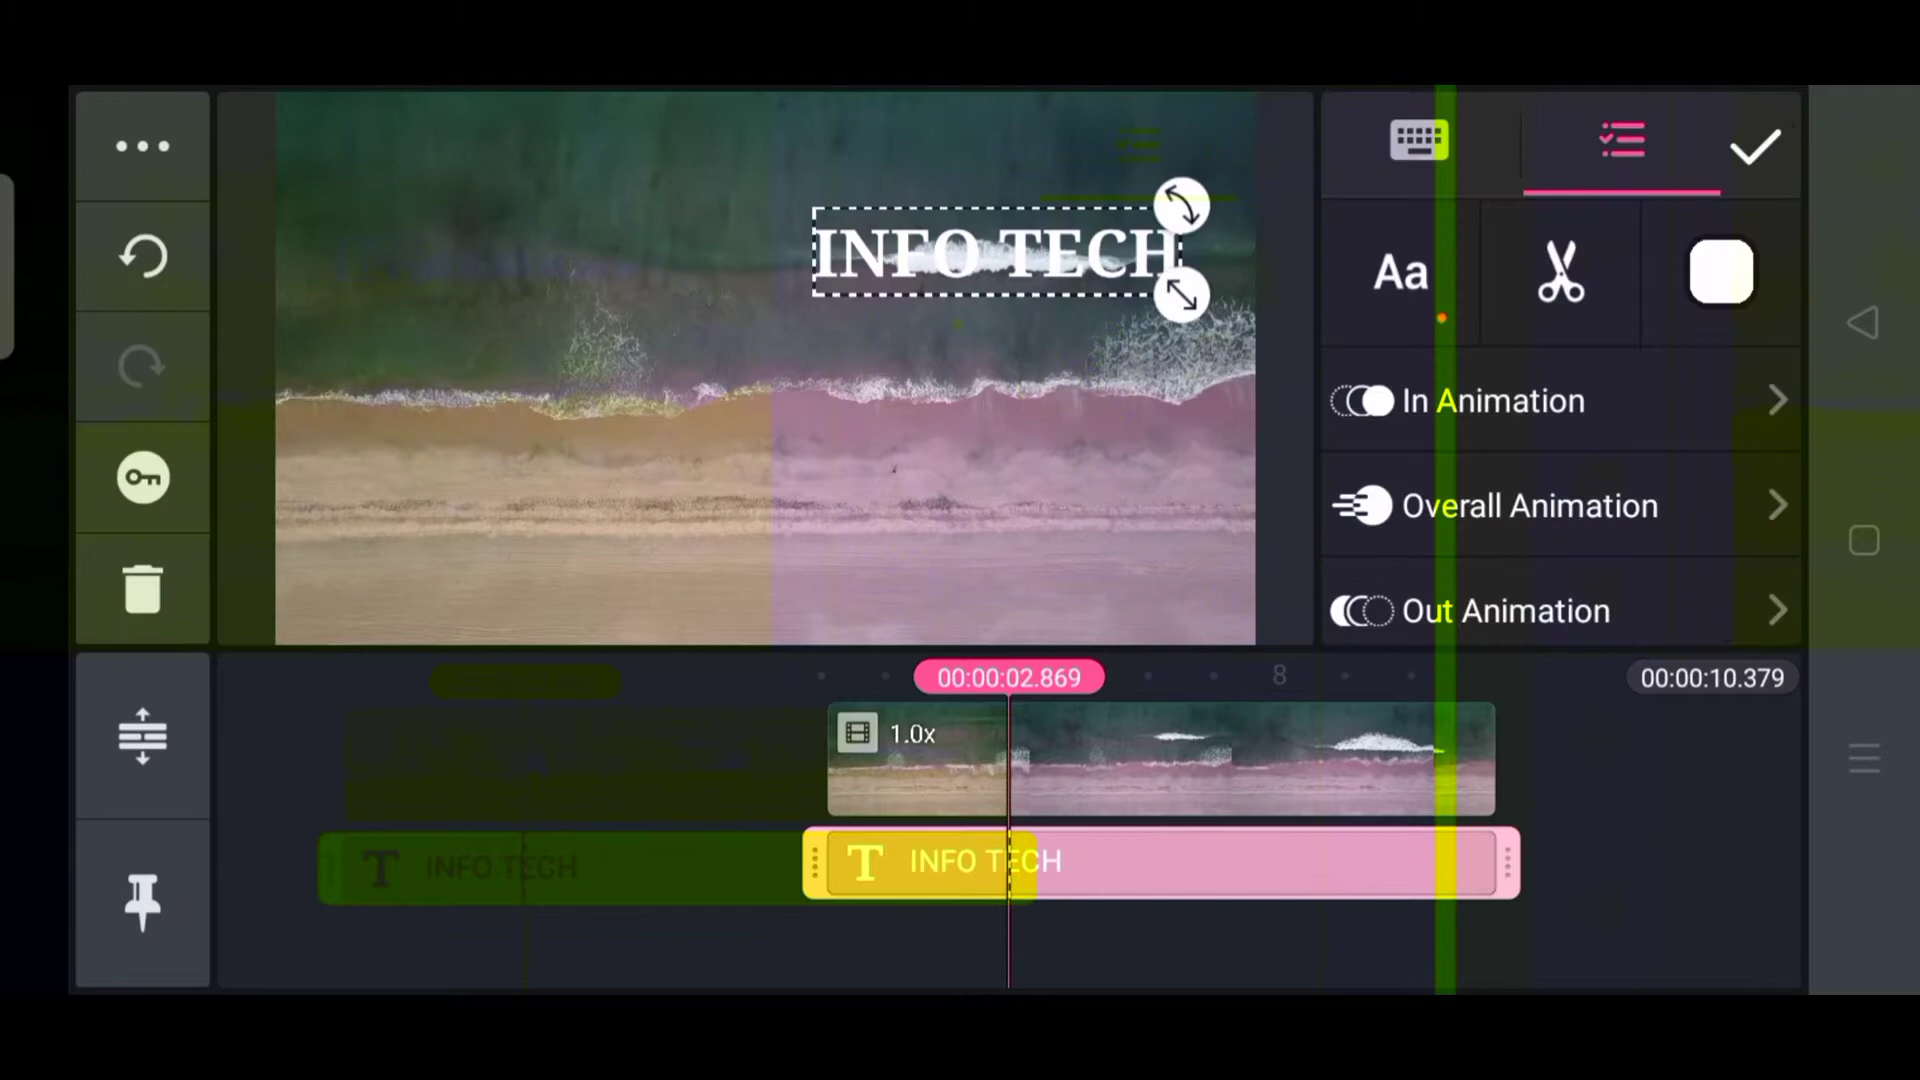 INFO TECH
Aa
In Animation
Overall Animation
Out Animation
00:00:02.869
8
00:00:10.379
1.0x
T INFO TECH
T INFO TECH